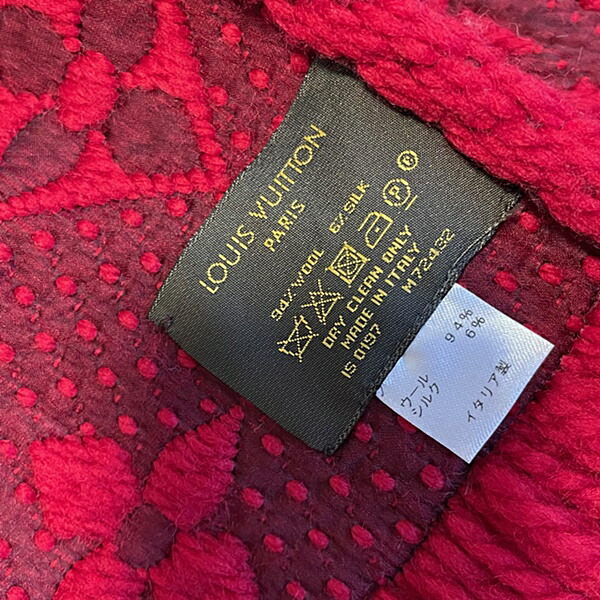 LOUIS VUITTON
PARIS
94%WOOL 6%SILK
DRY CLEAN ONLY
MADE IN ITALY
IS 0197 M72432
ウール 94%
シルク 6%
イタリア製